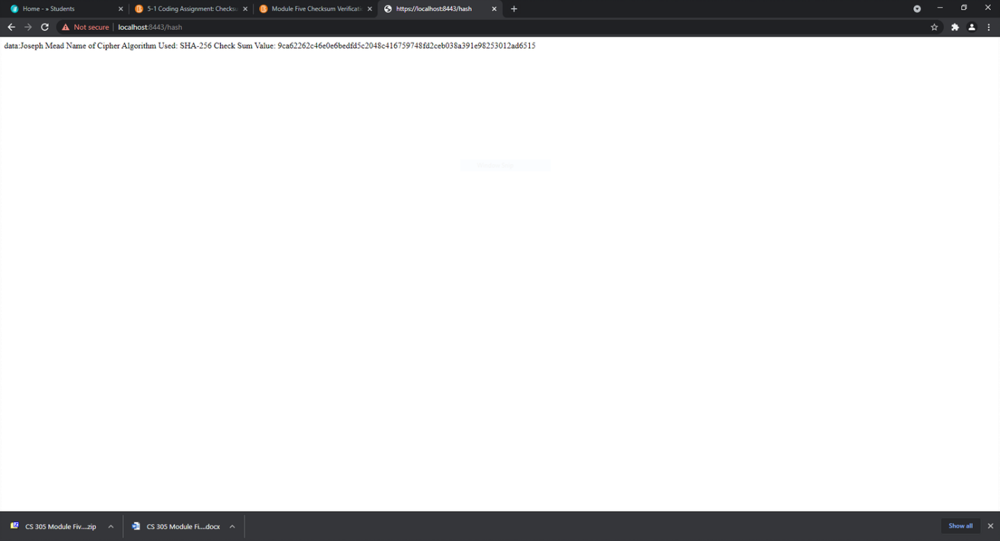 Home - » Students
5-1 Coding Assignment: Checksu
Module Five Checksum Verificati
https://localhost:8443/hash
Not secure
localhost:8443/hash
data:Joseph Mead Name of Cipher Algorithm Used: SHA-256 Check Sum Value: 9ca62262c46e0e6bedfd5c2048c416759748fd2ceb038a391e98253012ad6515
CS 305 Module Fiv....zip
CS 305 Module Fi....docx
Show all